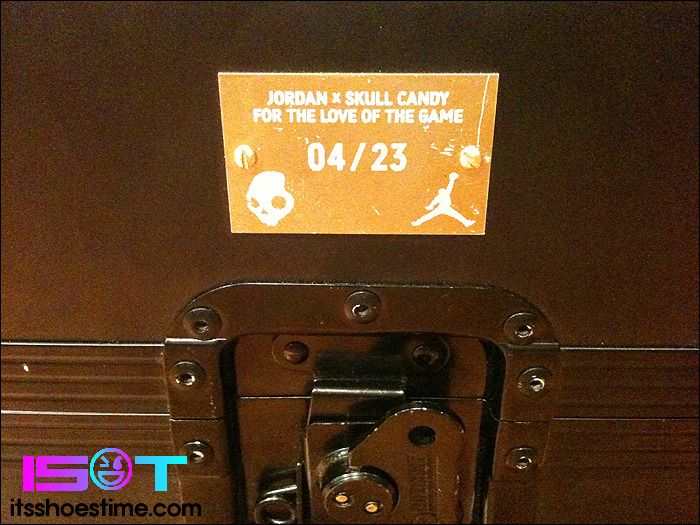 JORDAN x SKULL CANDY
FOR THE LOVE OF THE GAME
04/23
ISOT
itsshoestime.com